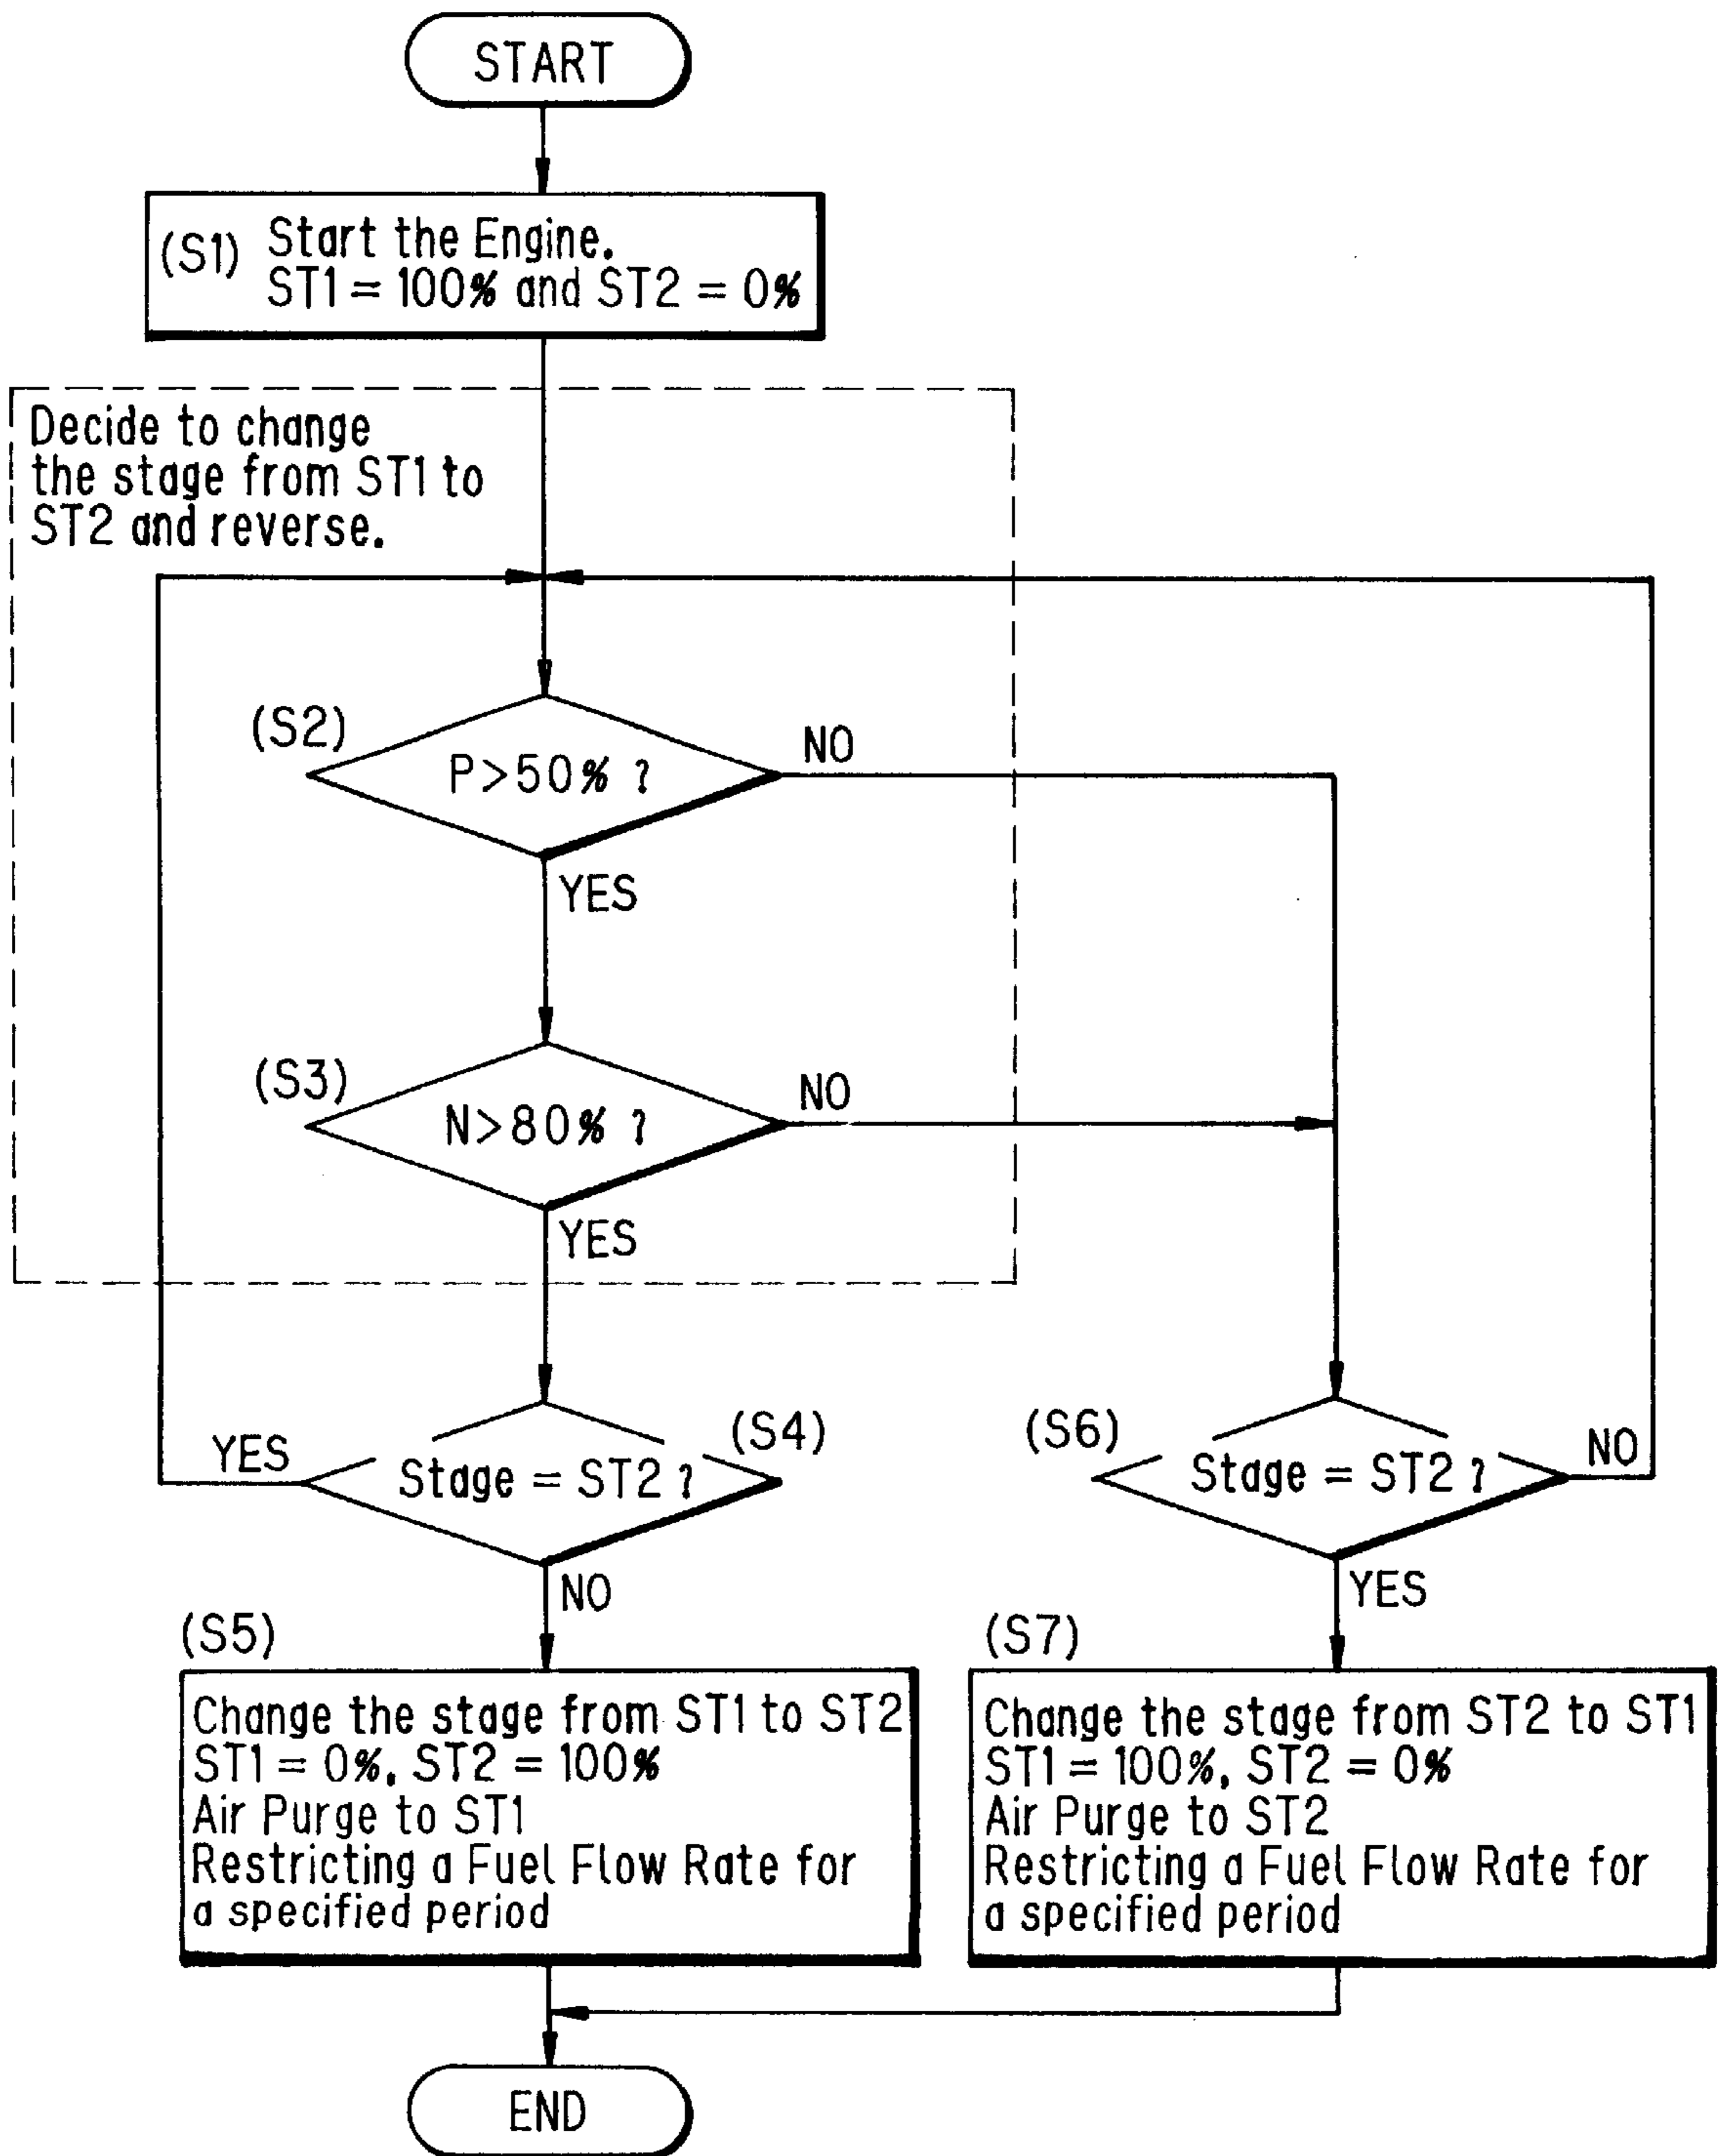 START
(S1) Start the Engine.
ST1 = 100% and ST2 = 0%
Decide to change
the stage from ST1 to
ST2 and reverse.
(S2)
P>50% ?
NO
YES
(S3)
N>80% ?
NO
YES
(S4)
Stage = ST2 ?
YES
NO
(S6)
Stage = ST2 ?
NO
YES
(S5)
Change the stage from ST1 to ST2
ST1 = 0%, ST2 = 100%
Air Purge to ST1
Restricting a Fuel Flow Rate for
a specified period
(S7)
Change the stage from ST2 to ST1
ST1 = 100%, ST2 = 0%
Air Purge to ST2
Restricting a Fuel Flow Rate for
a specified period
END